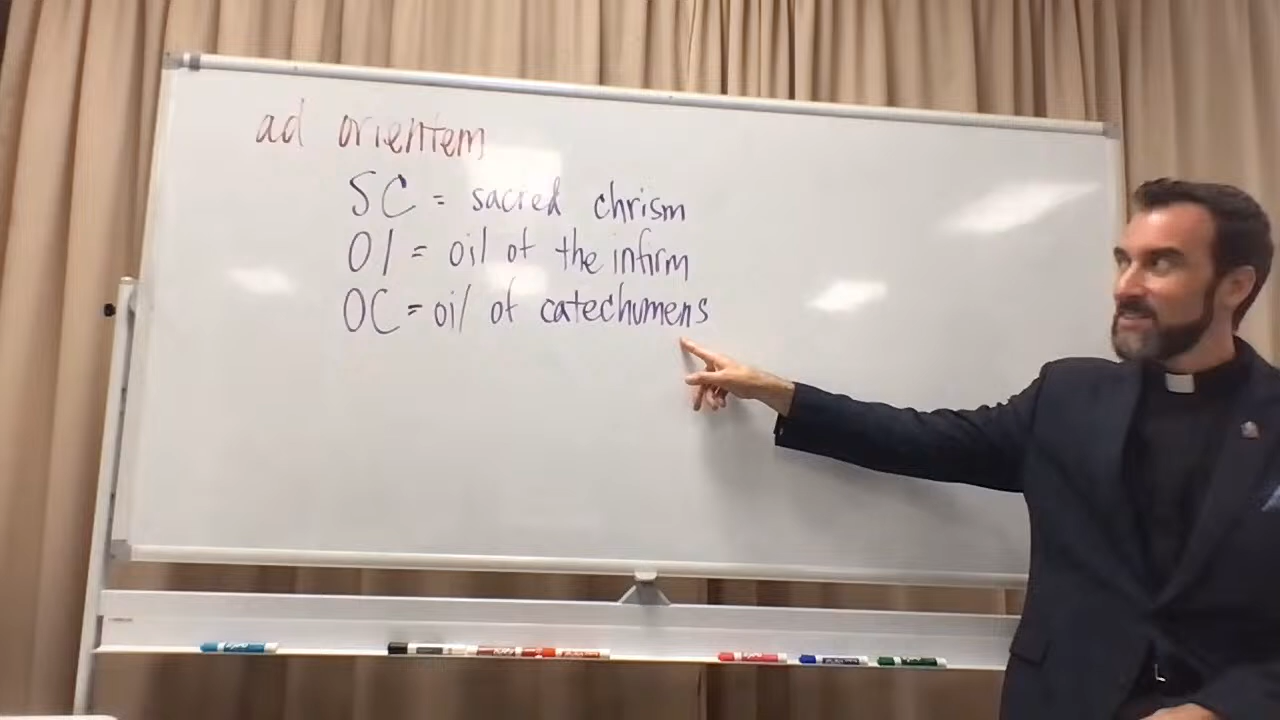 ad orientem
SC = sacred chrism
OI = oil of the infirm
OC = oil of catechumens